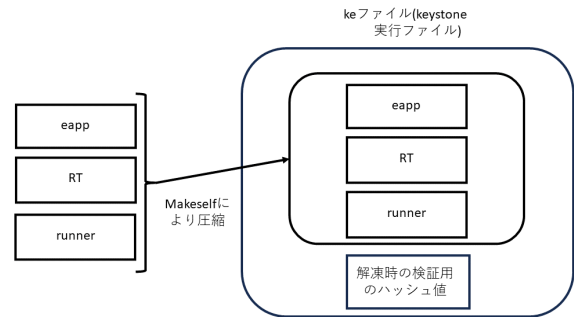 keファイル(keystone
実行ファイル)
eapp
RT
runner
Makeselfに
より圧縮
eapp
RT
runner
解凍時の検証用
のハッシュ値